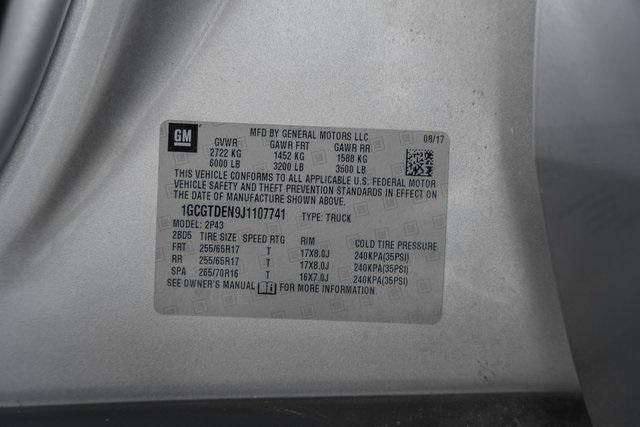 GM
MFD BY GENERAL MOTORS LLC 08/17
GVWR GAWR FRT GAWR RR
2722 KG 1452 KG 1588 KG
6000 LB 3200 LB 3500 LB
THIS VEHICLE CONFORMS TO ALL APPLICABLE U.S. FEDERAL MOTOR
VEHICLE SAFETY AND THEFT PREVENTION STANDARDS IN EFFECT ON
THE DATE OF MANUFACTURE SHOWN ABOVE.
1GCGTDEN9J1107741 TYPE: TRUCK
MODEL: 2P43
2BD5 TIRE SIZE SPEED RTG RIM COLD TIRE PRESSURE
FRT 255/65R17 T 17X8.0J 240KPA(35PSI)
RR 255/65R17 T 17X8.0J 240KPA(35PSI)
SPA 265/70R16 T 16X7.0J 240KPA(35PSI)
SEE OWNER'S MANUAL FOR MORE INFORMATION.